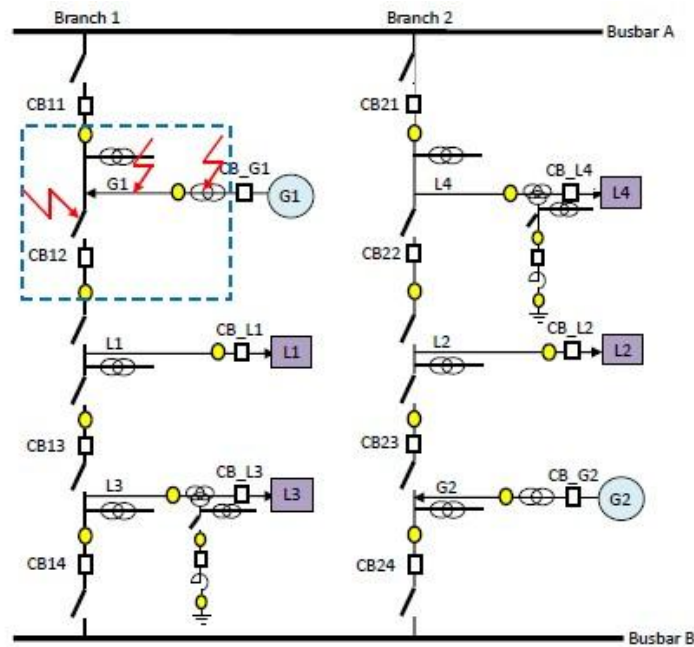 Branch 1
Branch 2
Busbar A
CB11
CB21
G1
CB_G1
G1
L4
CB_L4
L4
CB12
CB22
L1
CB_L1
L1
L2
CB_L2
L2
CB13
CB23
L3
CB_L3
L3
G2
CB_G2
G2
CB14
CB24
Busbar B